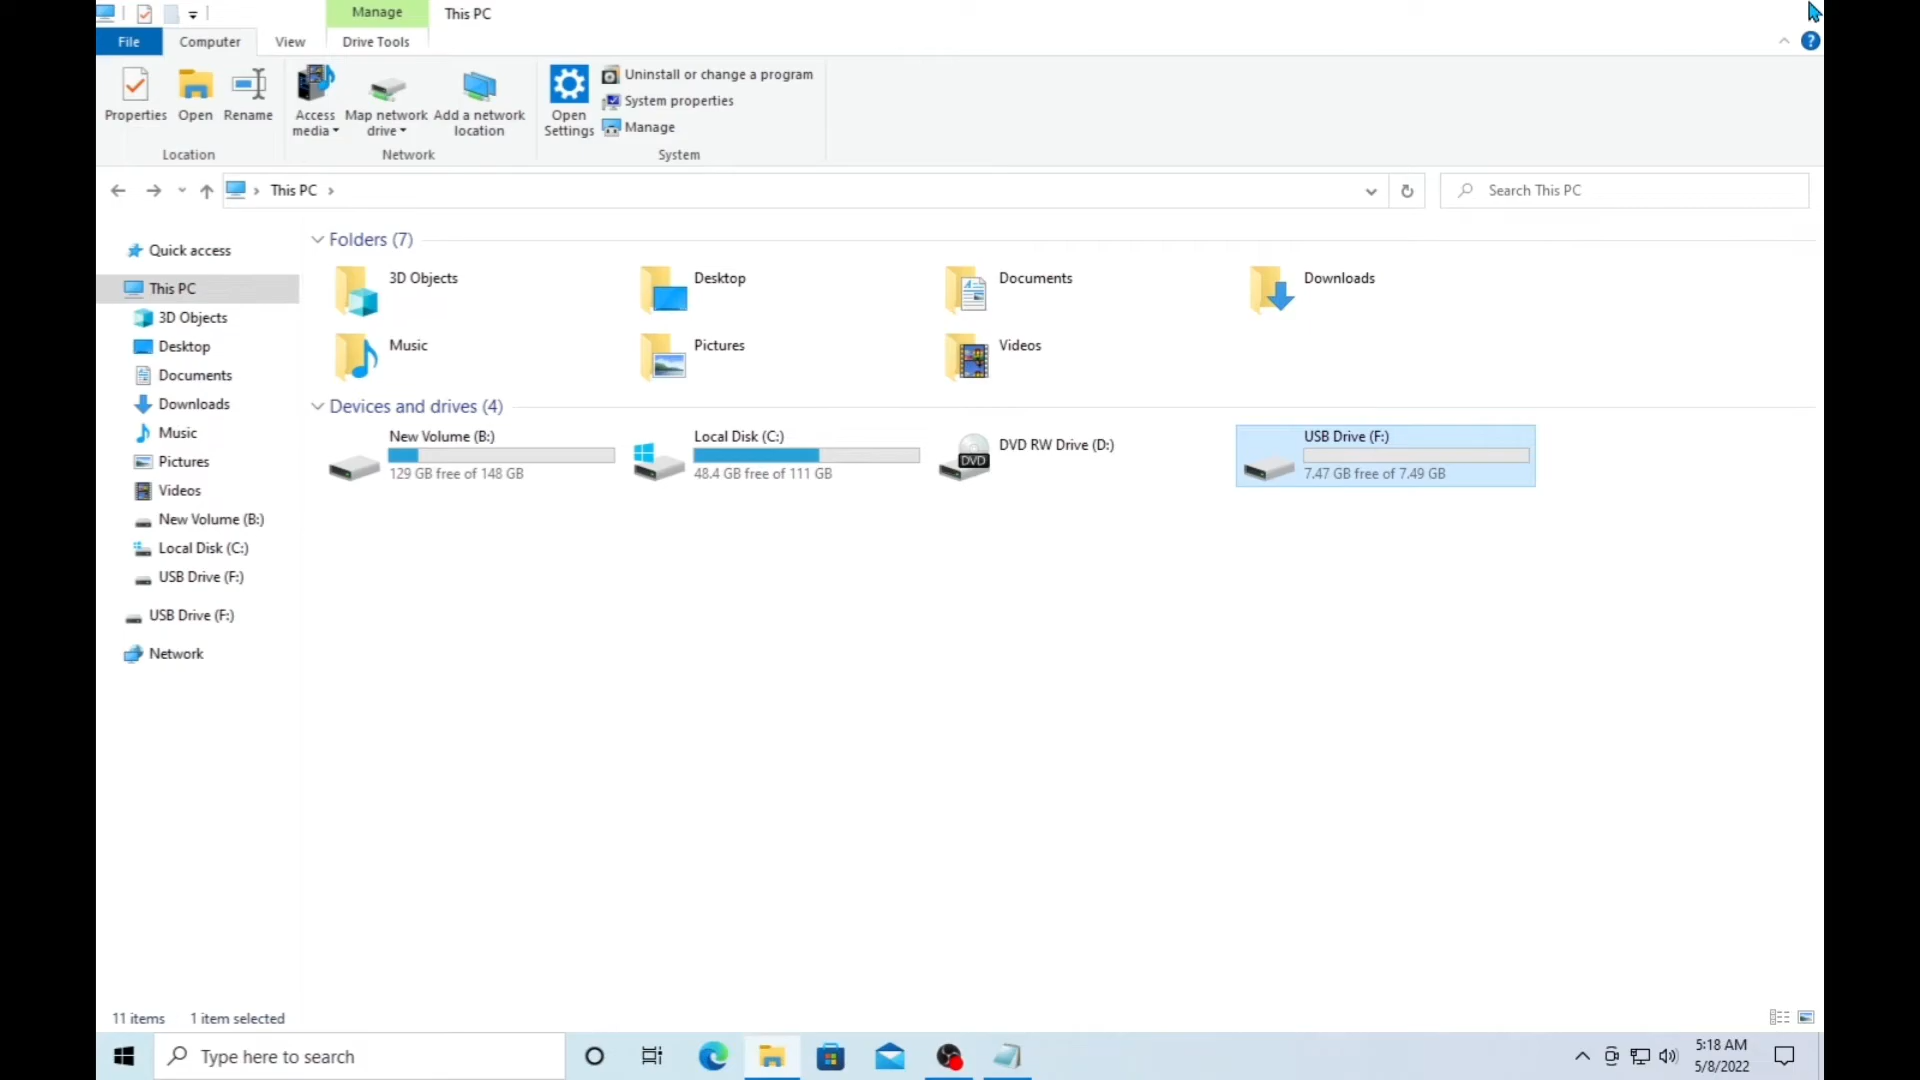 Manage This PC
File Computer View Drive Tools
Properties Open Rename Access media Map network drive Add a network location Open Settings Uninstall or change a program
System properties
Manage
Location Network System
This PC Search This PC
Quick access
This PC
3D Objects
Desktop
Documents
Downloads
Music
Pictures
Videos
New Volume (B:)
Local Disk (C:)
USB Drive (F:)
USB Drive (F:)
Network
Folders (7)
3D Objects Desktop Documents Downloads
Music Pictures Videos
Devices and drives (4)
New Volume (B:)
129 GB free of 148 GB
Local Disk (C:)
48.4 GB free of 111 GB
DVD RW Drive (D:)
DVD
USB Drive (F:)
7.47 GB free of 7.49 GB
11 items 1 item selected
Type here to search
5:18 AM
5/8/2022